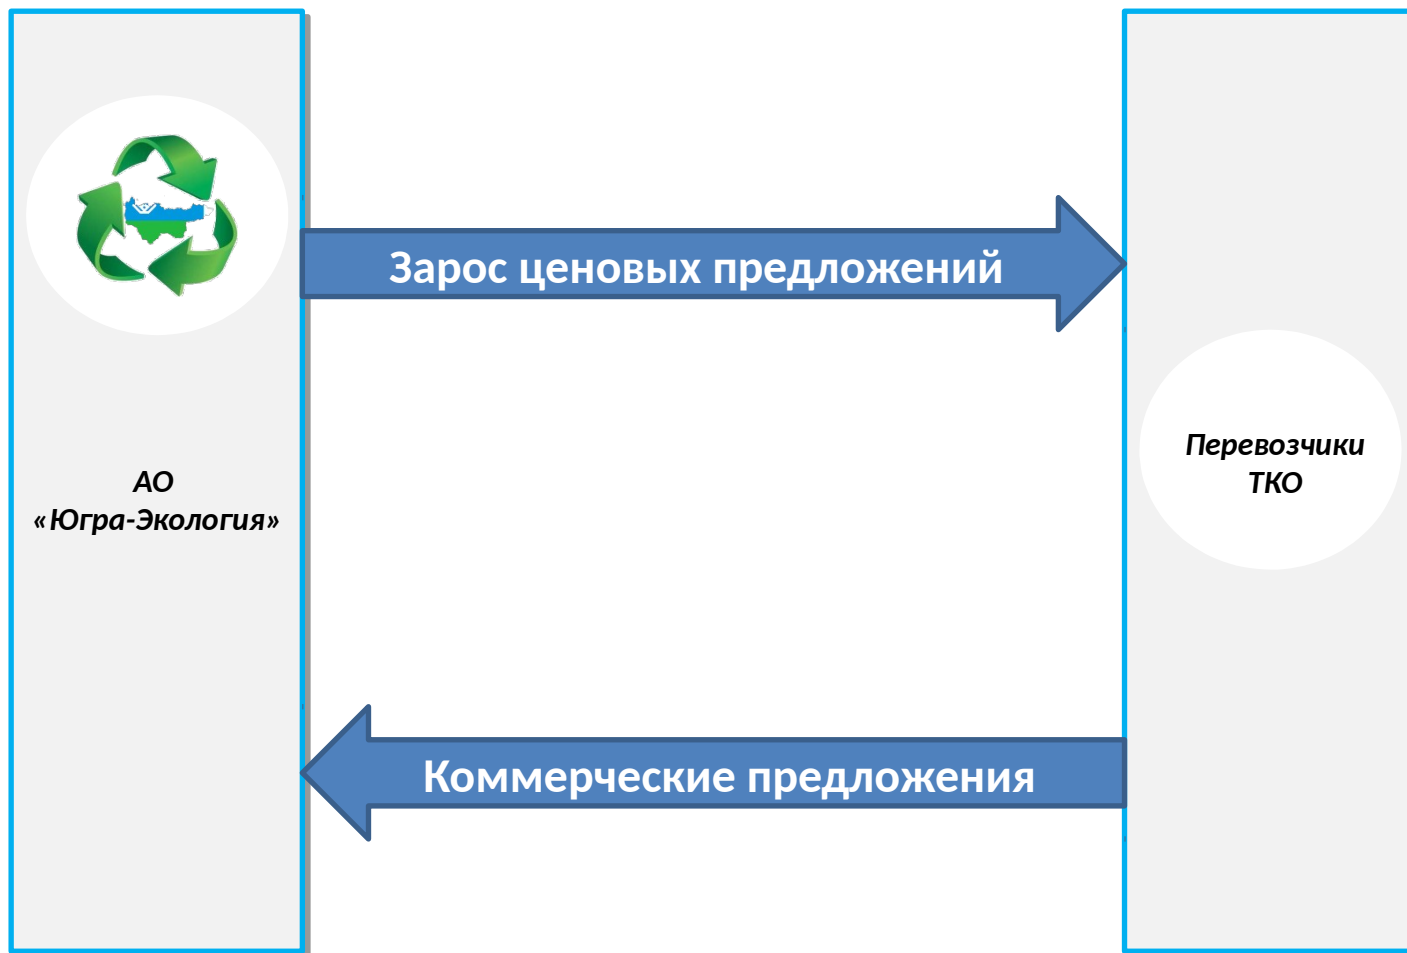 Зарос ценовых предложений
АО
«Югра-Экология»
Перевозчики
ТКО
Коммерческие предложения